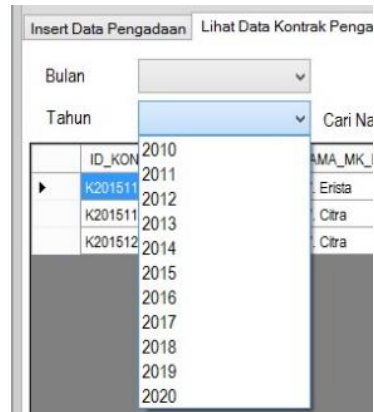 Insert Data Pengadaan Lihat Data Kontrak Penga
Bulan
Tahun Cari Na
ID_KON AMA_MK_
K201511 . Erista
K201511 . Citra
K201512 . Citra
2010
2011
2012
2013
2014
2015
2016
2017
2018
2019
2020